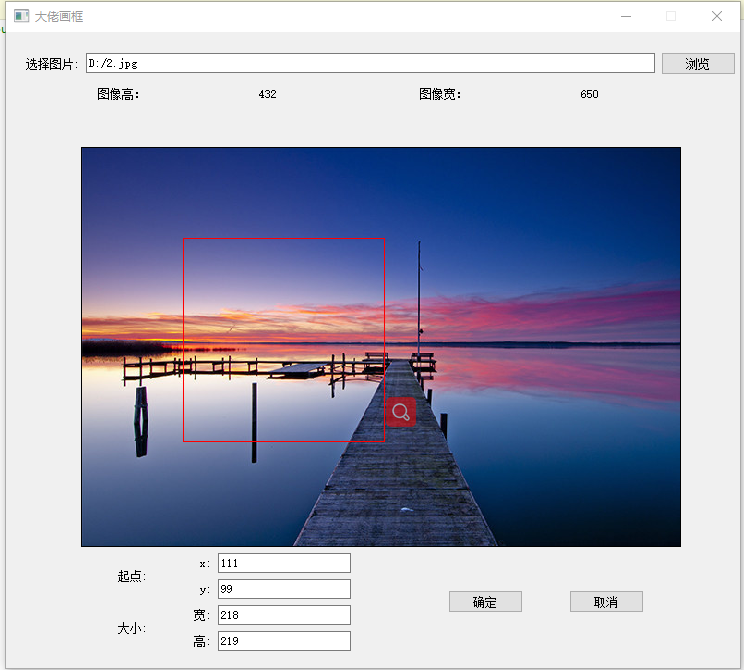 大佬画框
选择图片: D:/2.jpg 浏览
图像高: 432 图像宽: 650
起点: x: 111
y: 99
大小: 宽: 218
高: 219
确定 取消